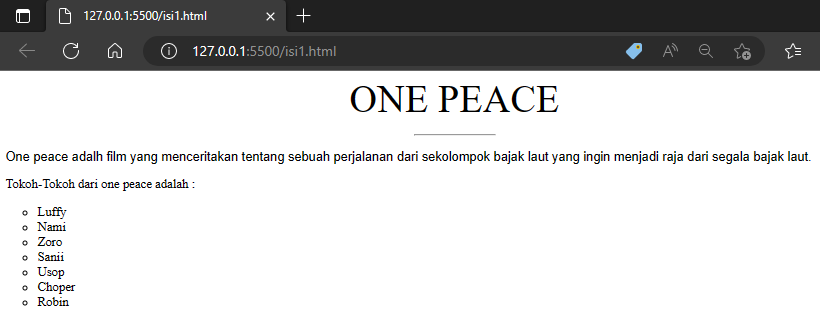 127.0.0.1:5500/isi1.html
127.0.0.1:5500/isi1.html
ONE PEACE
One peace adalh film yang menceritakan tentang sebuah perjalanan dari sekolompok bajak laut yang ingin menjadi raja dari segala bajak laut.
Tokoh-Tokoh dari one peace adalah :
Luffy
Nami
Zoro
Sanii
Usop
Choper
Robin